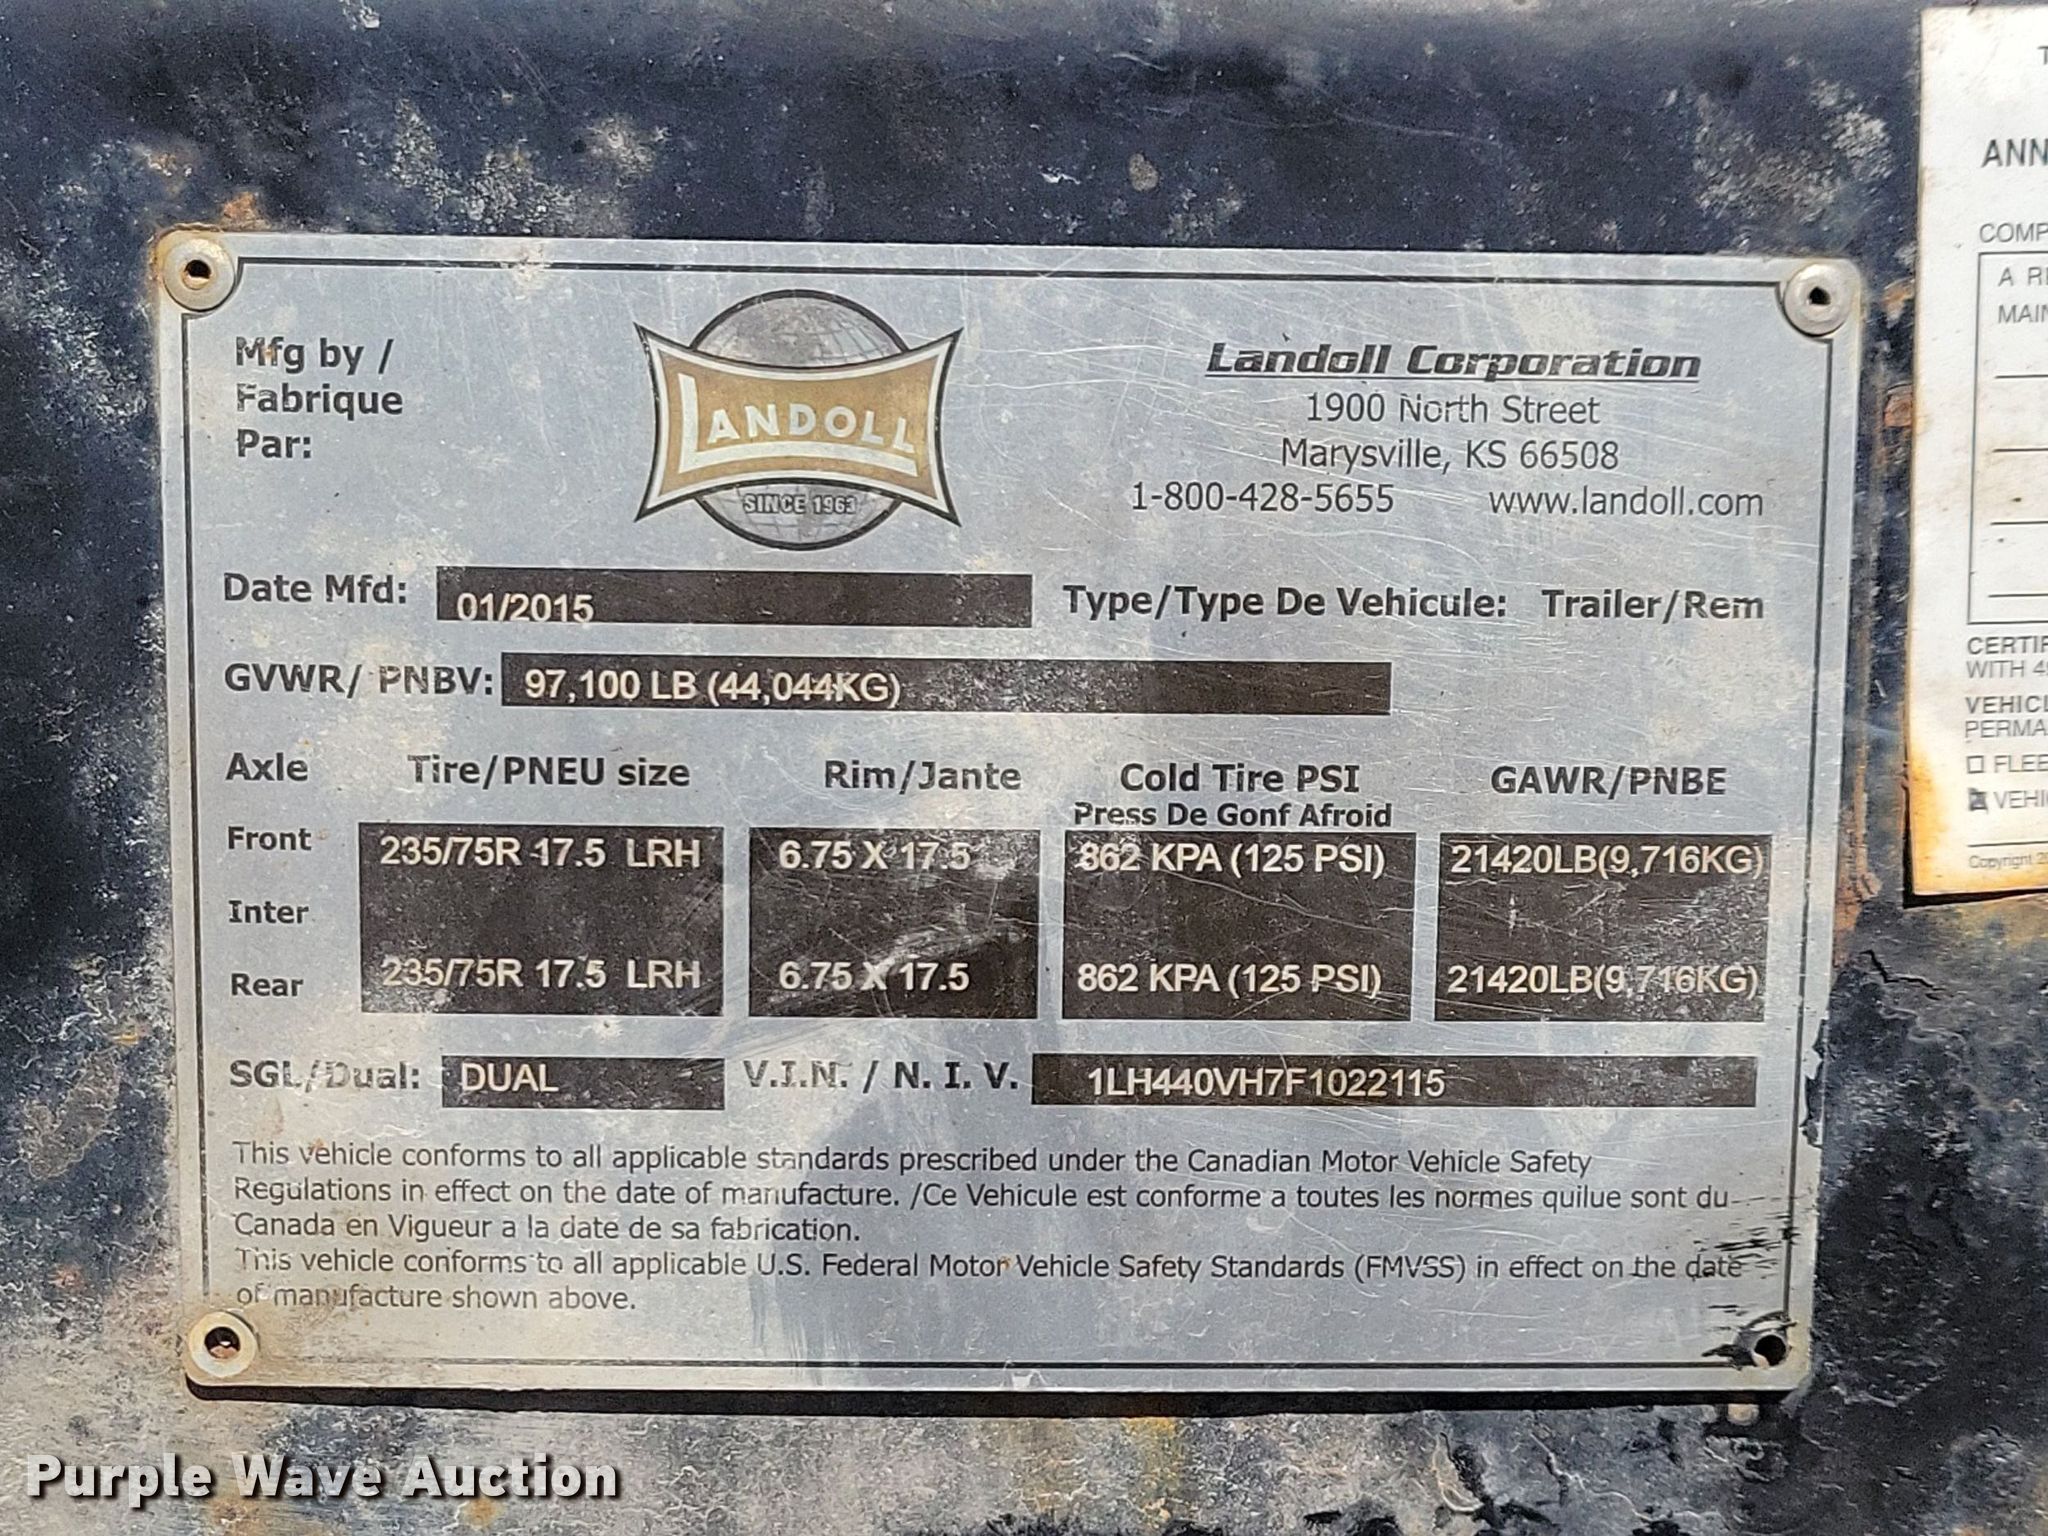 Mfg by /
Fabrique
Par:
LANDOLL
SINCE 1963
Landoll Corporation
1900 North Street
Marysville, KS 66508
1-800-428-5655 www.landoll.com
Date Mfd: 01/2015 Type/Type De Vehicule: Trailer/Rem
GVWR/ PNBV: 97,100 LB (44,044KG)
Axle Tire/PNEU size Rim/Jante Cold Tire PSI GAWR/PNBE
Press De Gonf Afroid
Front 235/75R 17.5 LRH 6.75 X 17.5 862 KPA (125 PSI) 21420LB(9,716KG)
Inter
Rear 235/75R 17.5 LRH 6.75 X 17.5 862 KPA (125 PSI) 21420LB(9,716KG)
SGL/Dual: DUAL V.I.N. / N. I. V. 1LH440VH7F1022115
This vehicle conforms to all applicable standards prescribed under the Canadian Motor Vehicle Safety
Regulations in effect on the date of manufacture. /Ce Vehicule est conforme a toutes les normes quilue sont du
Canada en Vigueur a la date de sa fabrication.
This vehicle conforms to all applicable U.S. Federal Motor Vehicle Safety Standards (FMVSS) in effect on the date
of manufacture shown above.
ANN
COMP
A R
MAIN
CERTIF
WITH 4
VEHICL
PERMA
FLEE
VEHI
Copyright 20
Purple Wave Auction